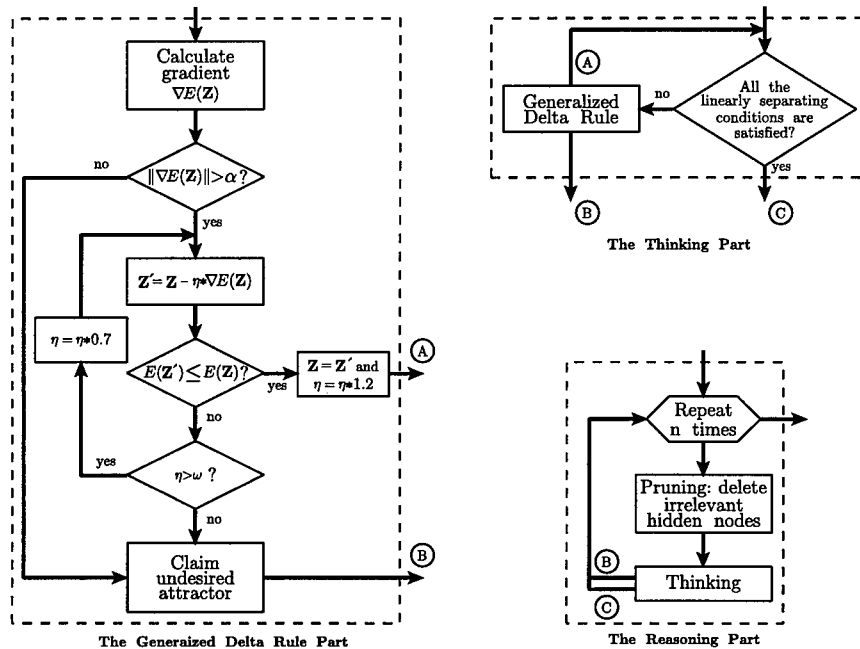 Calculate
gradient
∇E(Z)
no
‖∇E(Z)‖>α?
yes
Z′=Z−η*∇E(Z)
η=η*0.7
E(Z′)≤E(Z)?
yes
Z=Z′ and
η=η*1.2
A
no
yes
η>ω ?
no
Claim
undesired
attractor
B
The Generaized Delta Rule Part
A
Generalized
Delta Rule
no
All the
linearly separating
conditions are
satisfied?
yes
B
C
The Thinking Part
Repeat
n times
Pruning: delete
irrelevant
hidden nodes
B
Thinking
C
The Reasoning Part